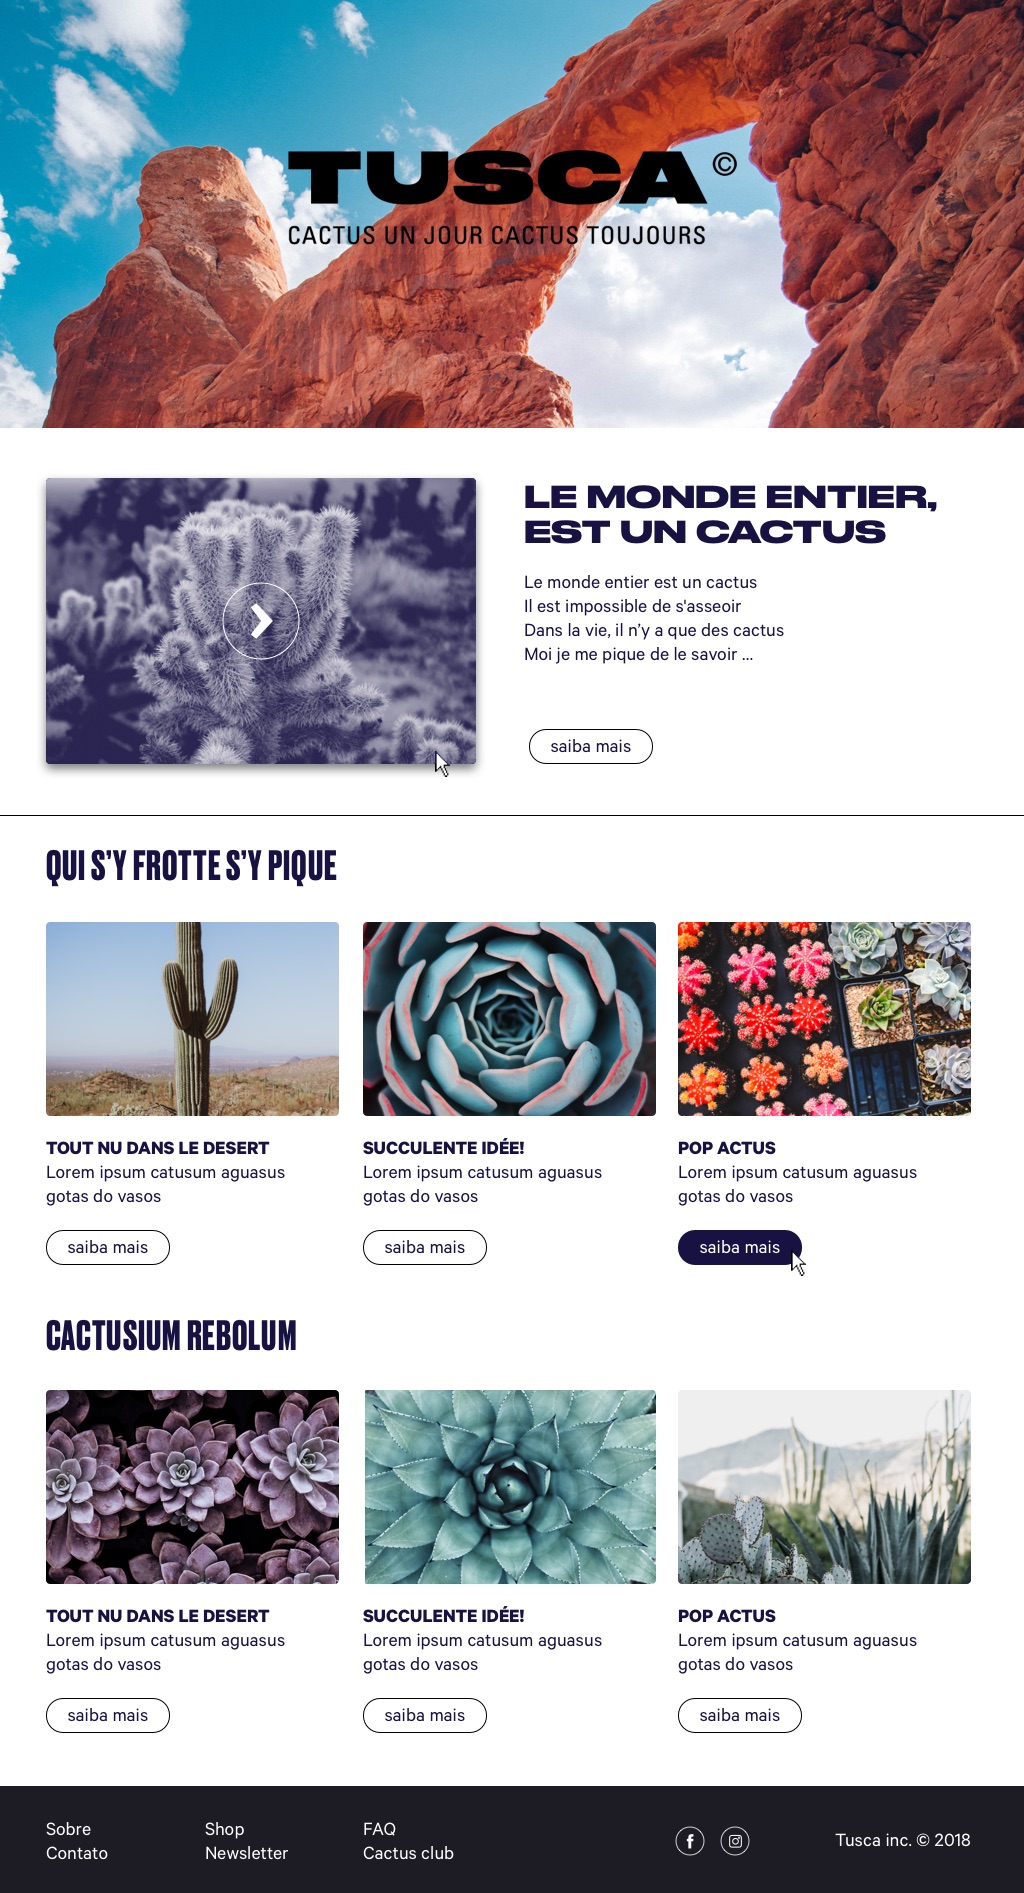 TUSCA©
CACTUS UN JOUR CACTUS TOUJOURS
LE MONDE ENTIER,
EST UN CACTUS
Le monde entier est un cactus
Il est impossible de s'asseoir
Dans la vie, il n’y a que des cactus
Moi je me pique de le savoir ...
saiba mais
QUI S’Y FROTTE S’Y PIQUE
TOUT NU DANS LE DESERT
Lorem ipsum catusum aguasus
gotas do vasos
saiba mais
SUCCULENTE IDÉE!
Lorem ipsum catusum aguasus
gotas do vasos
saiba mais
POP ACTUS
Lorem ipsum catusum aguasus
gotas do vasos
saiba mais
CACTUSIUM REBOLUM
TOUT NU DANS LE DESERT
Lorem ipsum catusum aguasus
gotas do vasos
saiba mais
SUCCULENTE IDÉE!
Lorem ipsum catusum aguasus
gotas do vasos
saiba mais
POP ACTUS
Lorem ipsum catusum aguasus
gotas do vasos
saiba mais
Sobre
Contato
Shop
Newsletter
FAQ
Cactus club
Tusca inc. © 2018